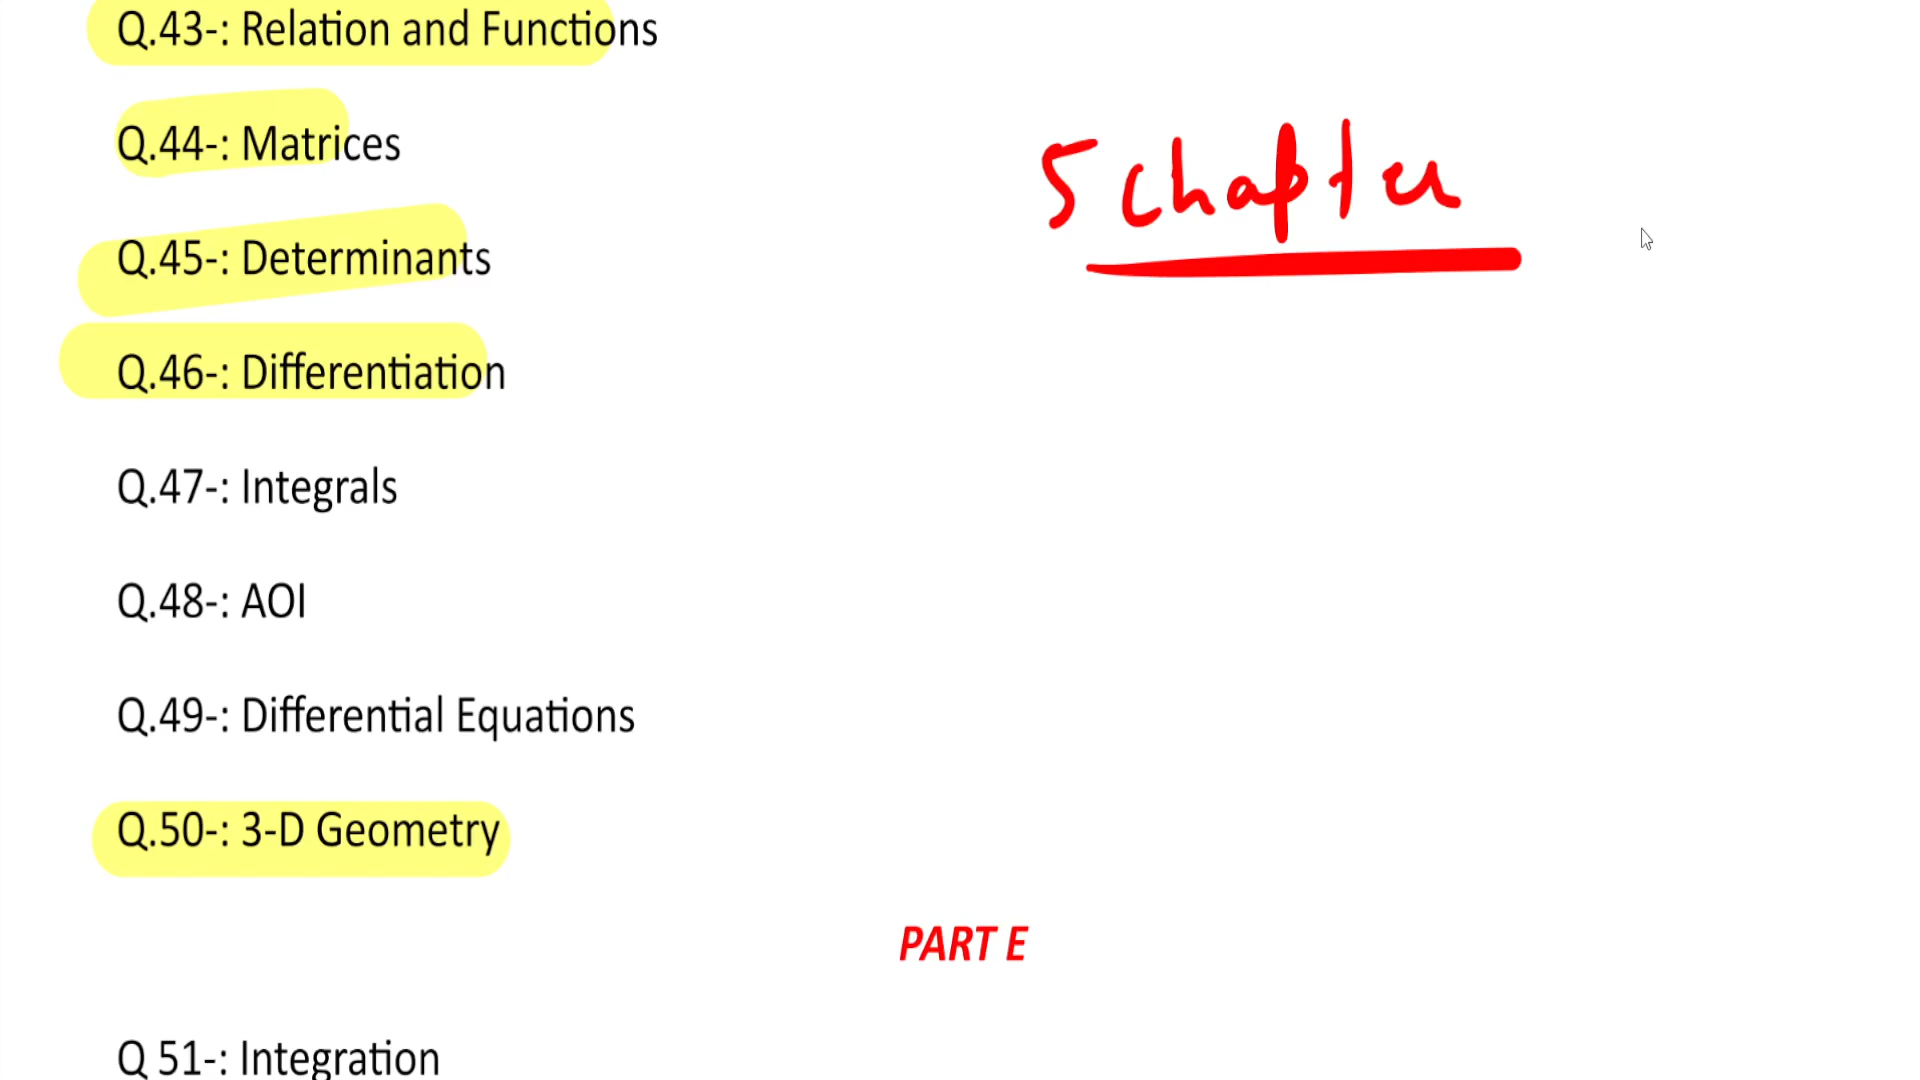 Q.43-: Relation and Functions
Q.44-: Matrices
5 chapter
Q.45-: Determinants
Q.46-: Differentiation
Q.47-: Integrals
Q.48-: AOI
Q.49-: Differential Equations
Q.50-: 3-D Geometry
PART E
Q 51-: Integration